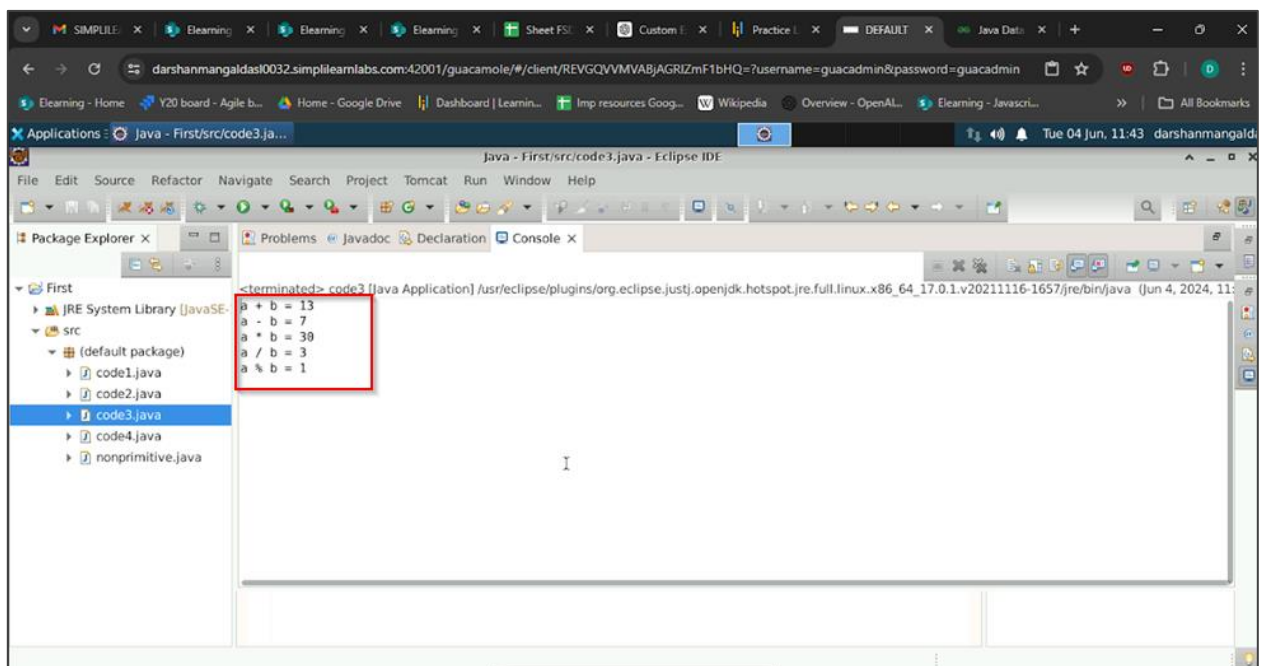 SIMPLILE
Elearning
Elearning
Elearning
Sheet FSL
Custom E
Practice L
DEFAULT
Java Data
darshanmangaldasl0032.simplilearnlabs.com:42001/guacamole/#/client/REVGQVVMVABjAGRlZmF1bHQ=?username=guacadmin&password=guacadmin
Elearning - Home
Y20 board - Agile b...
Home - Google Drive
Dashboard | Learnin...
Imp resources Goog...
Wikipedia
Overview - OpenAI...
Elearning - Javascri...
»
All Bookmarks
Applications
Java - First/src/code3.ja...
Tue 04 Jun, 11:43 darshanmangalda
Java - First/src/code3.java - Eclipse IDE
File Edit Source Refactor Navigate Search Project Tomcat Run Window Help
Package Explorer
Problems Javadoc Declaration Console
First
JRE System Library [JavaSE-
src
(default package)
code1.java
code2.java
code3.java
code4.java
nonprimitive.java
<terminated> code3 [Java Application] /usr/eclipse/plugins/org.eclipse.justj.openjdk.hotspot.jre.full.linux.x86_64_17.0.1.v20211116-1657/jre/bin/java (Jun 4, 2024, 11:
a + b = 13
a - b = 7
a * b = 30
a / b = 3
a % b = 1